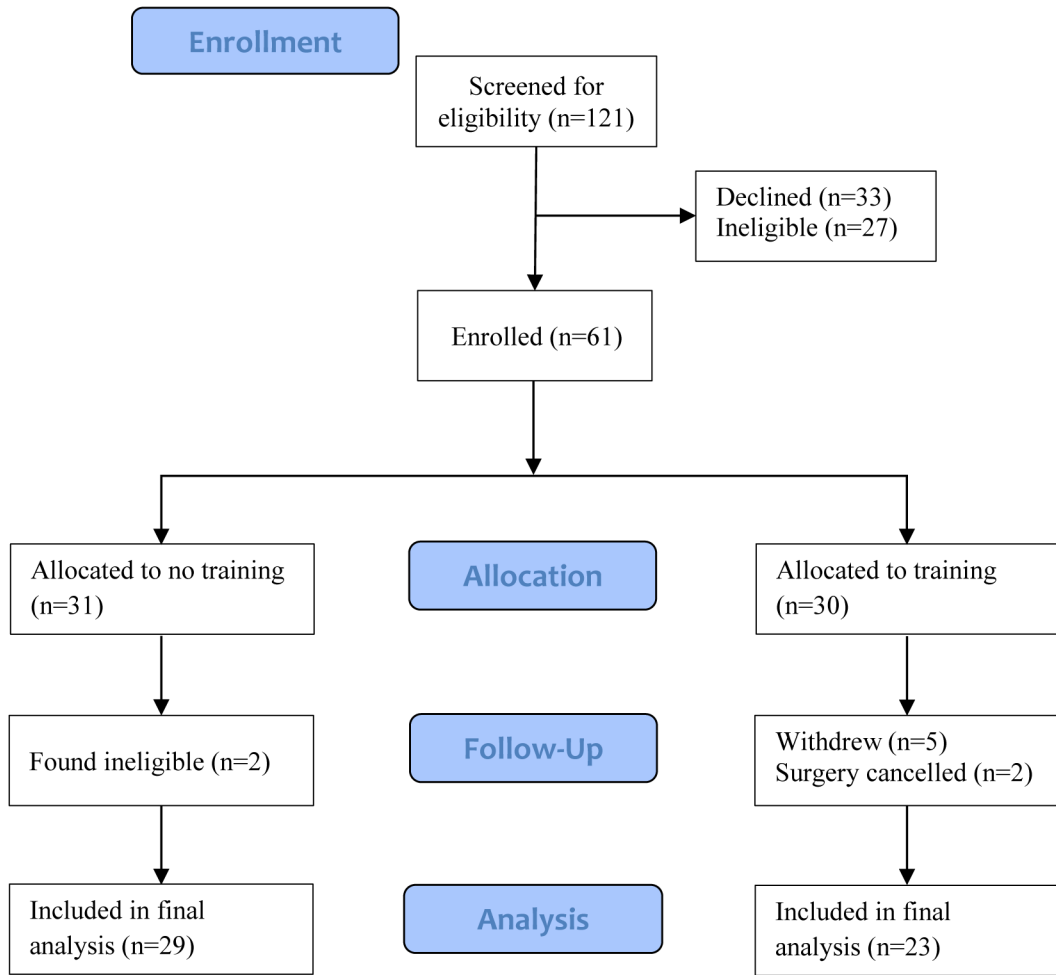 Enrollment
Screened for
eligibility (n=121)
Declined (n=33)
Ineligible (n=27)
Enrolled (n=61)
Allocated to no training
(n=31)
Allocation
Allocated to training
(n=30)
Found ineligible (n=2)
Follow-Up
Withdrew (n=5)
Surgery cancelled (n=2)
Included in final
analysis (n=29)
Analysis
Included in final
analysis (n=23)